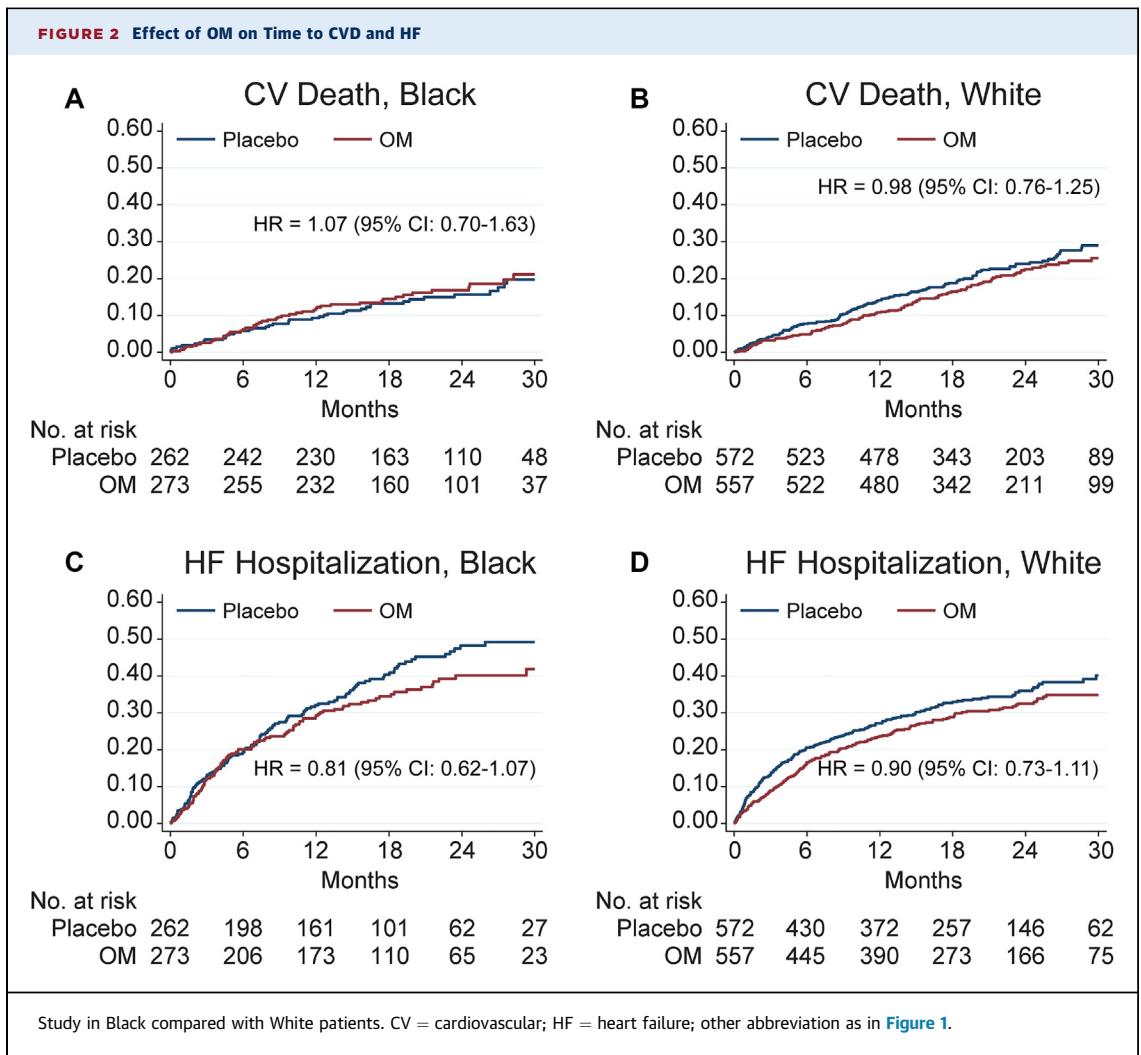 FIGURE 2 Effect of OM on Time to CVD and HF
A
CV Death, Black
0.60
0.50
0.40
0.30
0.20
0.10
0.00
Placebo OM
HR = 1.07 (95% CI: 0.70-1.63)
0 6 12 18 24 30
Months
No. at risk
Placebo 262 242 230 163 110 48
OM 273 255 232 160 101 37
B
CV Death, White
0.60
0.50
0.40
0.30
0.20
0.10
0.00
Placebo OM
HR = 0.98 (95% CI: 0.76-1.25)
0 6 12 18 24 30
Months
No. at risk
Placebo 572 523 478 343 203 89
OM 557 522 480 342 211 99
C
HF Hospitalization, Black
0.60
0.50
0.40
0.30
0.20
0.10
0.00
Placebo OM
HR = 0.81 (95% CI: 0.62-1.07)
0 6 12 18 24 30
Months
No. at risk
Placebo 262 198 161 101 62 27
OM 273 206 173 110 65 23
D
HF Hospitalization, White
0.60
0.50
0.40
0.30
0.20
0.10
0.00
Placebo OM
HR = 0.90 (95% CI: 0.73-1.11)
0 6 12 18 24 30
Months
No. at risk
Placebo 572 430 372 257 146 62
OM 557 445 390 273 166 75
Study in Black compared with White patients. CV = cardiovascular; HF = heart failure; other abbreviation as in Figure 1.